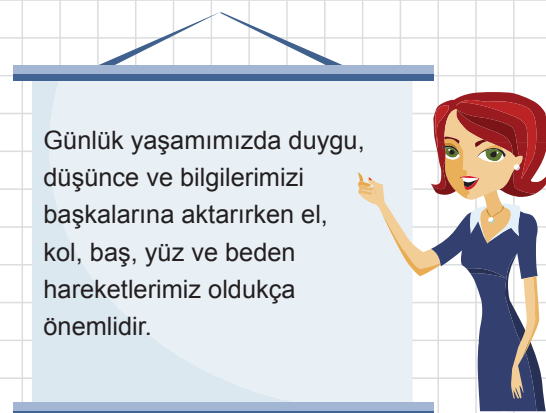 Günlük yaşamımızda duygu,
düşünce ve bilgilerimizi
başkalarına aktarırken el,
kol, baş, yüz ve beden
hareketlerimiz oldukça
önemlidir.